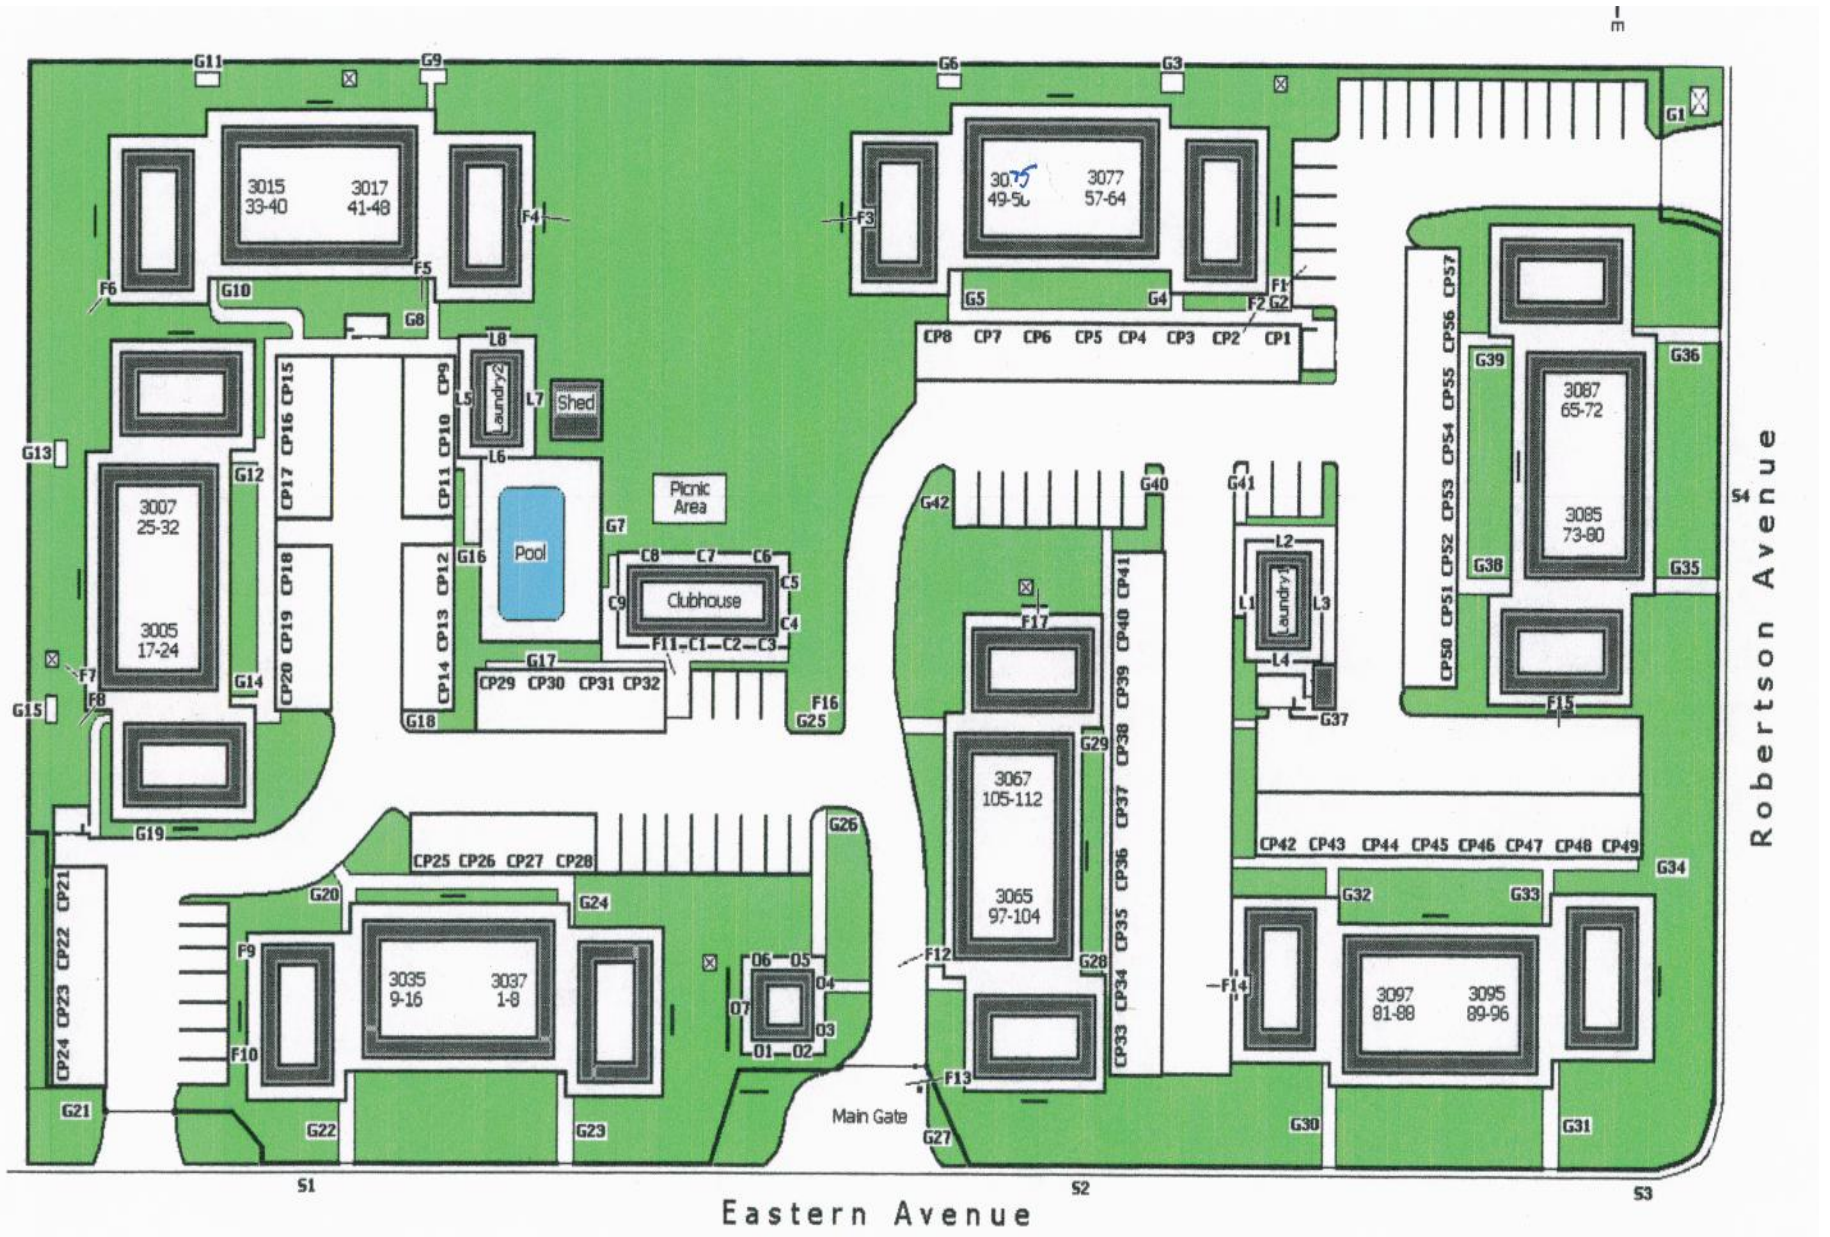 E
G11
G9
G6
G3
G1
3015
33-40
3017
41-48
F4
F3
49-5
3077
57-64
F5
F6
G10
G8
G5
G4
F1
F2
G2
CP8 CP7 CP6 CP5 CP4 CP3 CP2 CP1
CP57
CP56
CP55
CP54
CP53
CP52
CP51
CP50
G39
G36
3087
65-72
3085
73-80
G38
G35
F15
Robertson Avenue
S4
L8
L5
Laundry2
L7
L6
Shed
CP15
CP16
CP17
CP9
CP10
CP11
G13
G12
3007
25-32
3005
17-24
G14
F7
F8
G15
CP18
CP19
CP20
CP12
CP13
CP14
G16
G18
Pool
G7
Picnic
Area
C8 C7 C6
C5
C9
Clubhouse
C4
F11 C1 C2 C3
G17
CP29 CP30 CP31 CP32
F16
G25
G42
G40
G41
L2
L1
Laundry1
L3
L4
G37
F17
CP41
CP40
CP39
CP38
CP37
CP36
CP35
CP34
CP33
G29
3067
105-112
3065
97-104
G28
F12
F13
G19
CP25 CP26 CP27 CP28
G26
G20
G24
CP21
CP22
CP23
CP24
F9
F10
3035
9-16
3037
1-8
O6 O5
O4
O7
O3
O1 O2
CP42 CP43 CP44 CP45 CP46 CP47 CP48 CP49
G34
G32
G33
F14
3097
81-88
3095
89-96
G21
G22
G23
Main Gate
G27
G30
G31
S1
S2
S3
Eastern Avenue